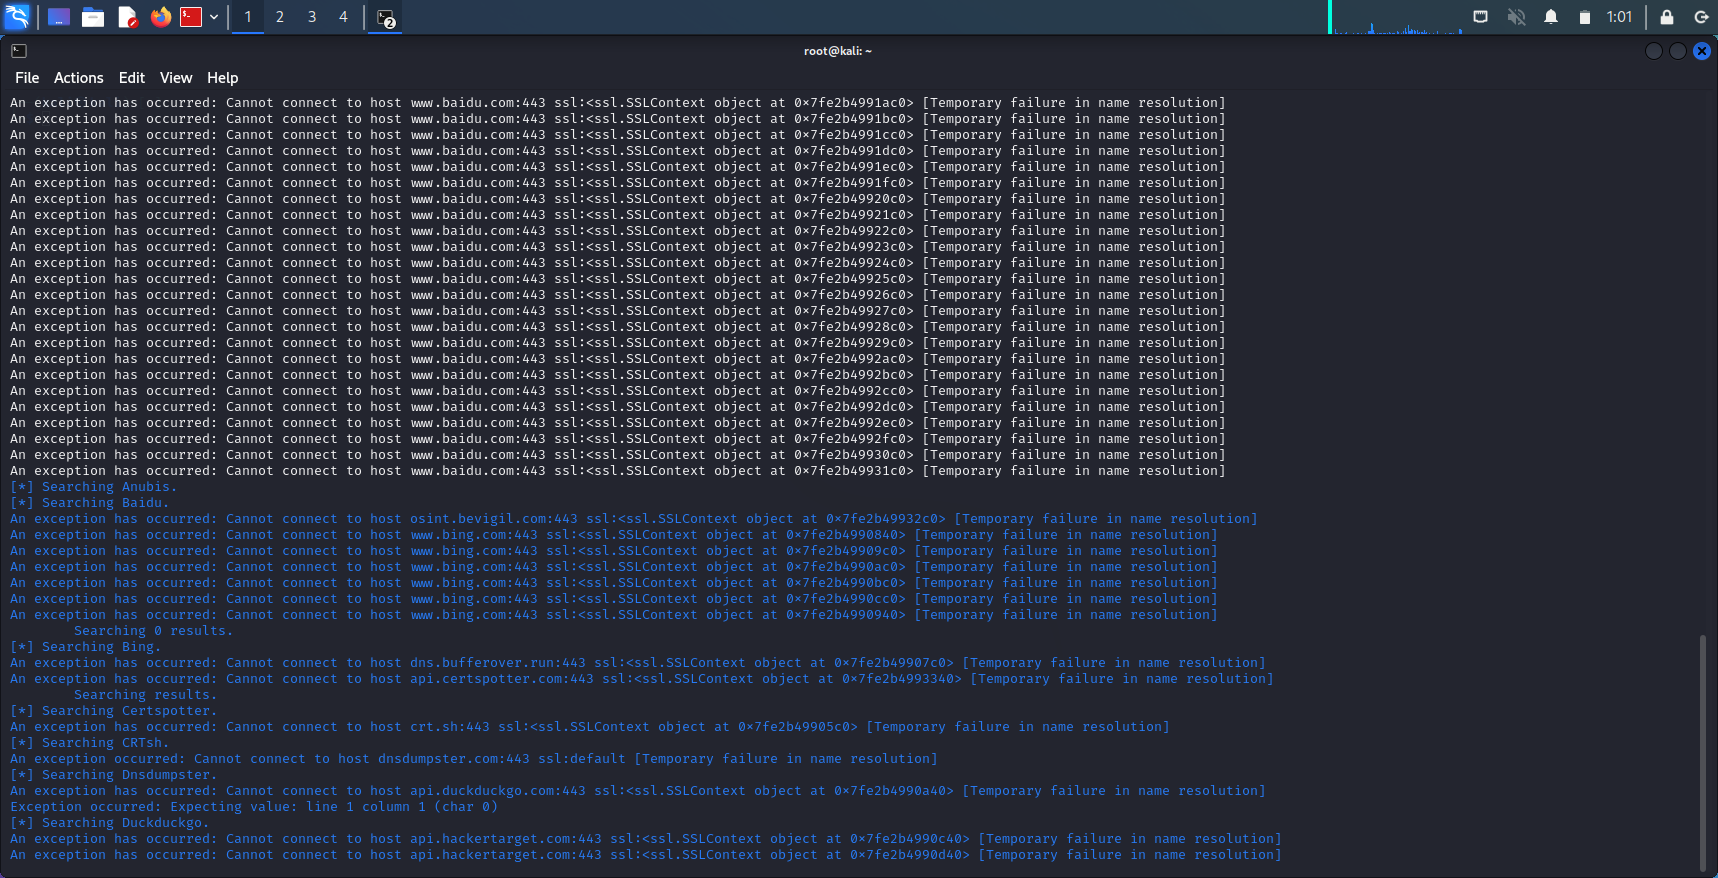 1 2 3 4 2 1:01
root@kali: ~
File Actions Edit View Help
An exception has occurred: Cannot connect to host www.baidu.com:443 ssl:<ssl.SSLContext object at 0×7fe2b4991ac0> [Temporary failure in name resolution]
An exception has occurred: Cannot connect to host www.baidu.com:443 ssl:<ssl.SSLContext object at 0×7fe2b4991bc0> [Temporary failure in name resolution]
An exception has occurred: Cannot connect to host www.baidu.com:443 ssl:<ssl.SSLContext object at 0×7fe2b4991cc0> [Temporary failure in name resolution]
An exception has occurred: Cannot connect to host www.baidu.com:443 ssl:<ssl.SSLContext object at 0×7fe2b4991dc0> [Temporary failure in name resolution]
An exception has occurred: Cannot connect to host www.baidu.com:443 ssl:<ssl.SSLContext object at 0×7fe2b4991ec0> [Temporary failure in name resolution]
An exception has occurred: Cannot connect to host www.baidu.com:443 ssl:<ssl.SSLContext object at 0×7fe2b4991fc0> [Temporary failure in name resolution]
An exception has occurred: Cannot connect to host www.baidu.com:443 ssl:<ssl.SSLContext object at 0×7fe2b49920c0> [Temporary failure in name resolution]
An exception has occurred: Cannot connect to host www.baidu.com:443 ssl:<ssl.SSLContext object at 0×7fe2b49921c0> [Temporary failure in name resolution]
An exception has occurred: Cannot connect to host www.baidu.com:443 ssl:<ssl.SSLContext object at 0×7fe2b49922c0> [Temporary failure in name resolution]
An exception has occurred: Cannot connect to host www.baidu.com:443 ssl:<ssl.SSLContext object at 0×7fe2b49923c0> [Temporary failure in name resolution]
An exception has occurred: Cannot connect to host www.baidu.com:443 ssl:<ssl.SSLContext object at 0×7fe2b49924c0> [Temporary failure in name resolution]
An exception has occurred: Cannot connect to host www.baidu.com:443 ssl:<ssl.SSLContext object at 0×7fe2b49925c0> [Temporary failure in name resolution]
An exception has occurred: Cannot connect to host www.baidu.com:443 ssl:<ssl.SSLContext object at 0×7fe2b49926c0> [Temporary failure in name resolution]
An exception has occurred: Cannot connect to host www.baidu.com:443 ssl:<ssl.SSLContext object at 0×7fe2b49927c0> [Temporary failure in name resolution]
An exception has occurred: Cannot connect to host www.baidu.com:443 ssl:<ssl.SSLContext object at 0×7fe2b49928c0> [Temporary failure in name resolution]
An exception has occurred: Cannot connect to host www.baidu.com:443 ssl:<ssl.SSLContext object at 0×7fe2b49929c0> [Temporary failure in name resolution]
An exception has occurred: Cannot connect to host www.baidu.com:443 ssl:<ssl.SSLContext object at 0×7fe2b4992ac0> [Temporary failure in name resolution]
An exception has occurred: Cannot connect to host www.baidu.com:443 ssl:<ssl.SSLContext object at 0×7fe2b4992bc0> [Temporary failure in name resolution]
An exception has occurred: Cannot connect to host www.baidu.com:443 ssl:<ssl.SSLContext object at 0×7fe2b4992cc0> [Temporary failure in name resolution]
An exception has occurred: Cannot connect to host www.baidu.com:443 ssl:<ssl.SSLContext object at 0×7fe2b4992dc0> [Temporary failure in name resolution]
An exception has occurred: Cannot connect to host www.baidu.com:443 ssl:<ssl.SSLContext object at 0×7fe2b4992ec0> [Temporary failure in name resolution]
An exception has occurred: Cannot connect to host www.baidu.com:443 ssl:<ssl.SSLContext object at 0×7fe2b4992fc0> [Temporary failure in name resolution]
An exception has occurred: Cannot connect to host www.baidu.com:443 ssl:<ssl.SSLContext object at 0×7fe2b49930c0> [Temporary failure in name resolution]
An exception has occurred: Cannot connect to host www.baidu.com:443 ssl:<ssl.SSLContext object at 0×7fe2b49931c0> [Temporary failure in name resolution]
[*] Searching Anubis.
[*] Searching Baidu.
An exception has occurred: Cannot connect to host osint.bevigil.com:443 ssl:<ssl.SSLContext object at 0×7fe2b49932c0> [Temporary failure in name resolution]
An exception has occurred: Cannot connect to host www.bing.com:443 ssl:<ssl.SSLContext object at 0×7fe2b4990840> [Temporary failure in name resolution]
An exception has occurred: Cannot connect to host www.bing.com:443 ssl:<ssl.SSLContext object at 0×7fe2b49909c0> [Temporary failure in name resolution]
An exception has occurred: Cannot connect to host www.bing.com:443 ssl:<ssl.SSLContext object at 0×7fe2b4990ac0> [Temporary failure in name resolution]
An exception has occurred: Cannot connect to host www.bing.com:443 ssl:<ssl.SSLContext object at 0×7fe2b4990bc0> [Temporary failure in name resolution]
An exception has occurred: Cannot connect to host www.bing.com:443 ssl:<ssl.SSLContext object at 0×7fe2b4990cc0> [Temporary failure in name resolution]
An exception has occurred: Cannot connect to host www.bing.com:443 ssl:<ssl.SSLContext object at 0×7fe2b4990940> [Temporary failure in name resolution]
Searching 0 results.
[*] Searching Bing.
An exception has occurred: Cannot connect to host dns.bufferover.run:443 ssl:<ssl.SSLContext object at 0×7fe2b49907c0> [Temporary failure in name resolution]
An exception has occurred: Cannot connect to host api.certspotter.com:443 ssl:<ssl.SSLContext object at 0×7fe2b4993340> [Temporary failure in name resolution]
Searching results.
[*] Searching Certspotter.
An exception has occurred: Cannot connect to host crt.sh:443 ssl:<ssl.SSLContext object at 0×7fe2b49905c0> [Temporary failure in name resolution]
[*] Searching CRTsh.
An exception occurred: Cannot connect to host dnsdumpster.com:443 ssl:default [Temporary failure in name resolution]
[*] Searching Dnsdumpster.
An exception has occurred: Cannot connect to host api.duckduckgo.com:443 ssl:<ssl.SSLContext object at 0×7fe2b4990a40> [Temporary failure in name resolution]
Exception occurred: Expecting value: line 1 column 1 (char 0)
[*] Searching Duckduckgo.
An exception has occurred: Cannot connect to host api.hackertarget.com:443 ssl:<ssl.SSLContext object at 0×7fe2b4990c40> [Temporary failure in name resolution]
An exception has occurred: Cannot connect to host api.hackertarget.com:443 ssl:<ssl.SSLContext object at 0×7fe2b4990d40> [Temporary failure in name resolution]